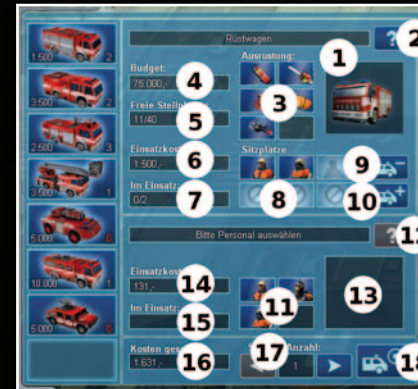 Rüstwagen
?
2
1
1.500 2
Budget:
75.000,-
4
Ausrüstung:
3
3.500 2
Freie Stellpl
11/40
5
2.500 3
Einsatzkos
1.500,-
6
Sitzplätze
9
3.500 1
Im Einsatz:
0/2
7
8
10
5.000 0
Bitte Personal auswählen
?
12
10.000 1
Einsatzkos
131,-
14
11
13
5.000 0
Im Einsatz:
15
Kosten ges
1.631,-
16
17
Anzahl:
1
18